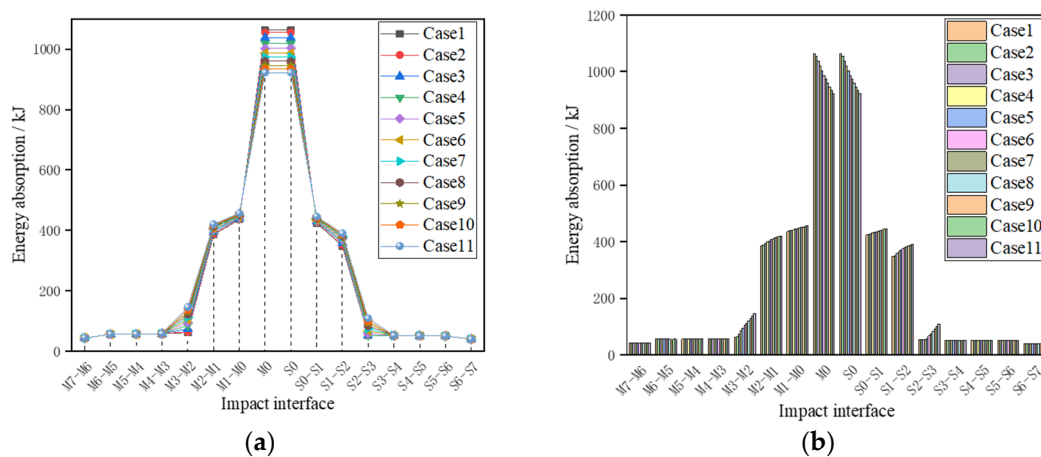 1000
800
600
400
200
0
Energy absorption / kJ
Case1
Case2
Case3
Case4
Case5
Case6
Case7
Case8
Case9
Case10
Case11
M7-M6
M6-M5
M5-M4
M4-M3
M3-M2
M2-M1
M1-M0
M0
S0
S0-S1
S1-S2
S2-S3
S3-S4
S4-S5
S5-S6
S6-S7
Impact interface
(a)
1200
1000
800
600
400
200
0
Energy absorption / kJ
Case1
Case2
Case3
Case4
Case5
Case6
Case7
Case8
Case9
Case10
Case11
M7-M6
M6-M5
M5-M4
M4-M3
M3-M2
M2-M1
M1-M0
M0
S0
S0-S1
S1-S2
S2-S3
S3-S4
S4-S5
S5-S6
S6-S7
Impact interface
(b)